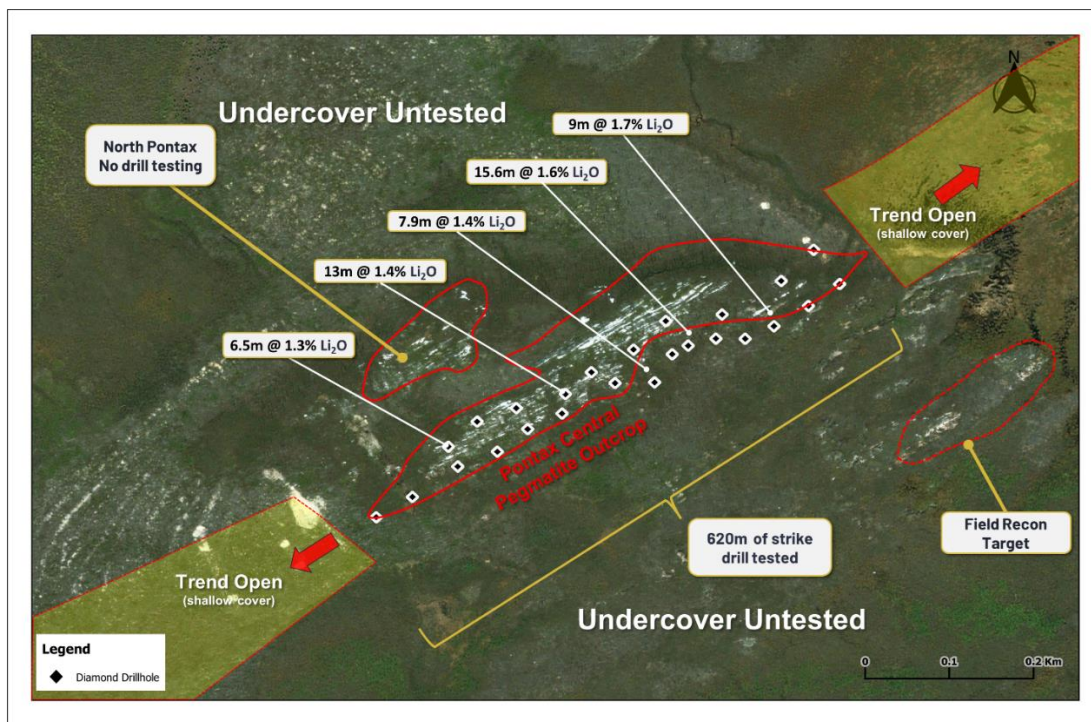 N
Undercover Untested
9m @ 1.7% Li₂O
North Pontax
No drill testing
15.6m @ 1.6% Li₂O
7.9m @ 1.4% Li₂O
Trend Open
(shallow cover)
13m @ 1.4% Li₂O
6.5m @ 1.3% Li₂O
Pontax Central
Pegmatite Outcrop
620m of strike
drill tested
Field Recon
Target
Trend Open
(shallow cover)
Undercover Untested
Legend
Diamond Drillhole
0 0.1 0.2 Km